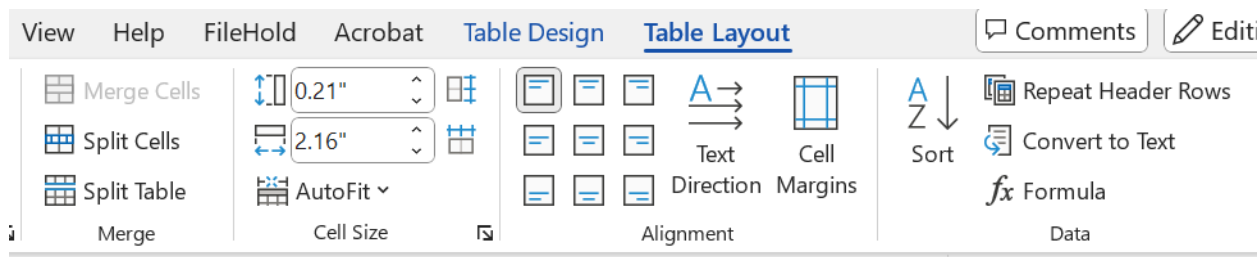 View Help FileHold Acrobat Table Design Table Layout Comments
Merge Cells 0.21" Repeat Header Rows
Split Cells 2.16" Convert to Text
Split Table AutoFit Text Direction Cell Margins Sort Formula
Merge Cell Size Alignment Data